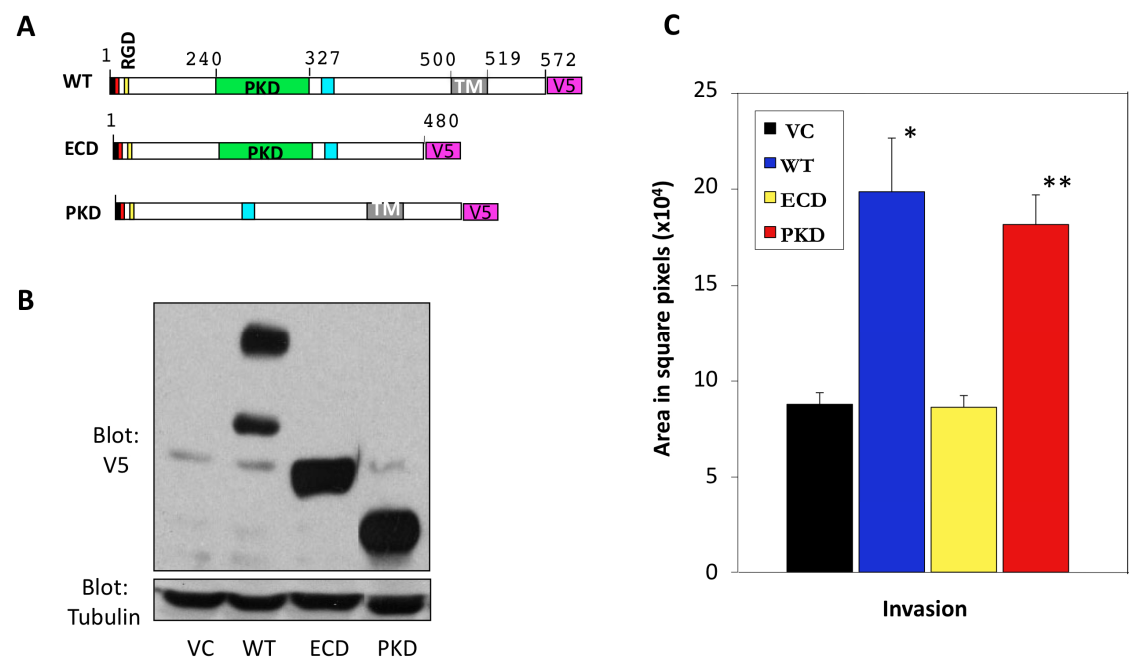 A
RGD
1 240 327 500 519 572
WT PKD TM V5
1 480
ECD PKD V5
PKD TM V5
B
Blot:
V5
Blot:
Tubulin
VC WT ECD PKD
C
Area in square pixels (x10⁴)
25
20
15
10
5
0
VC
WT
ECD
PKD
*
**
Invasion